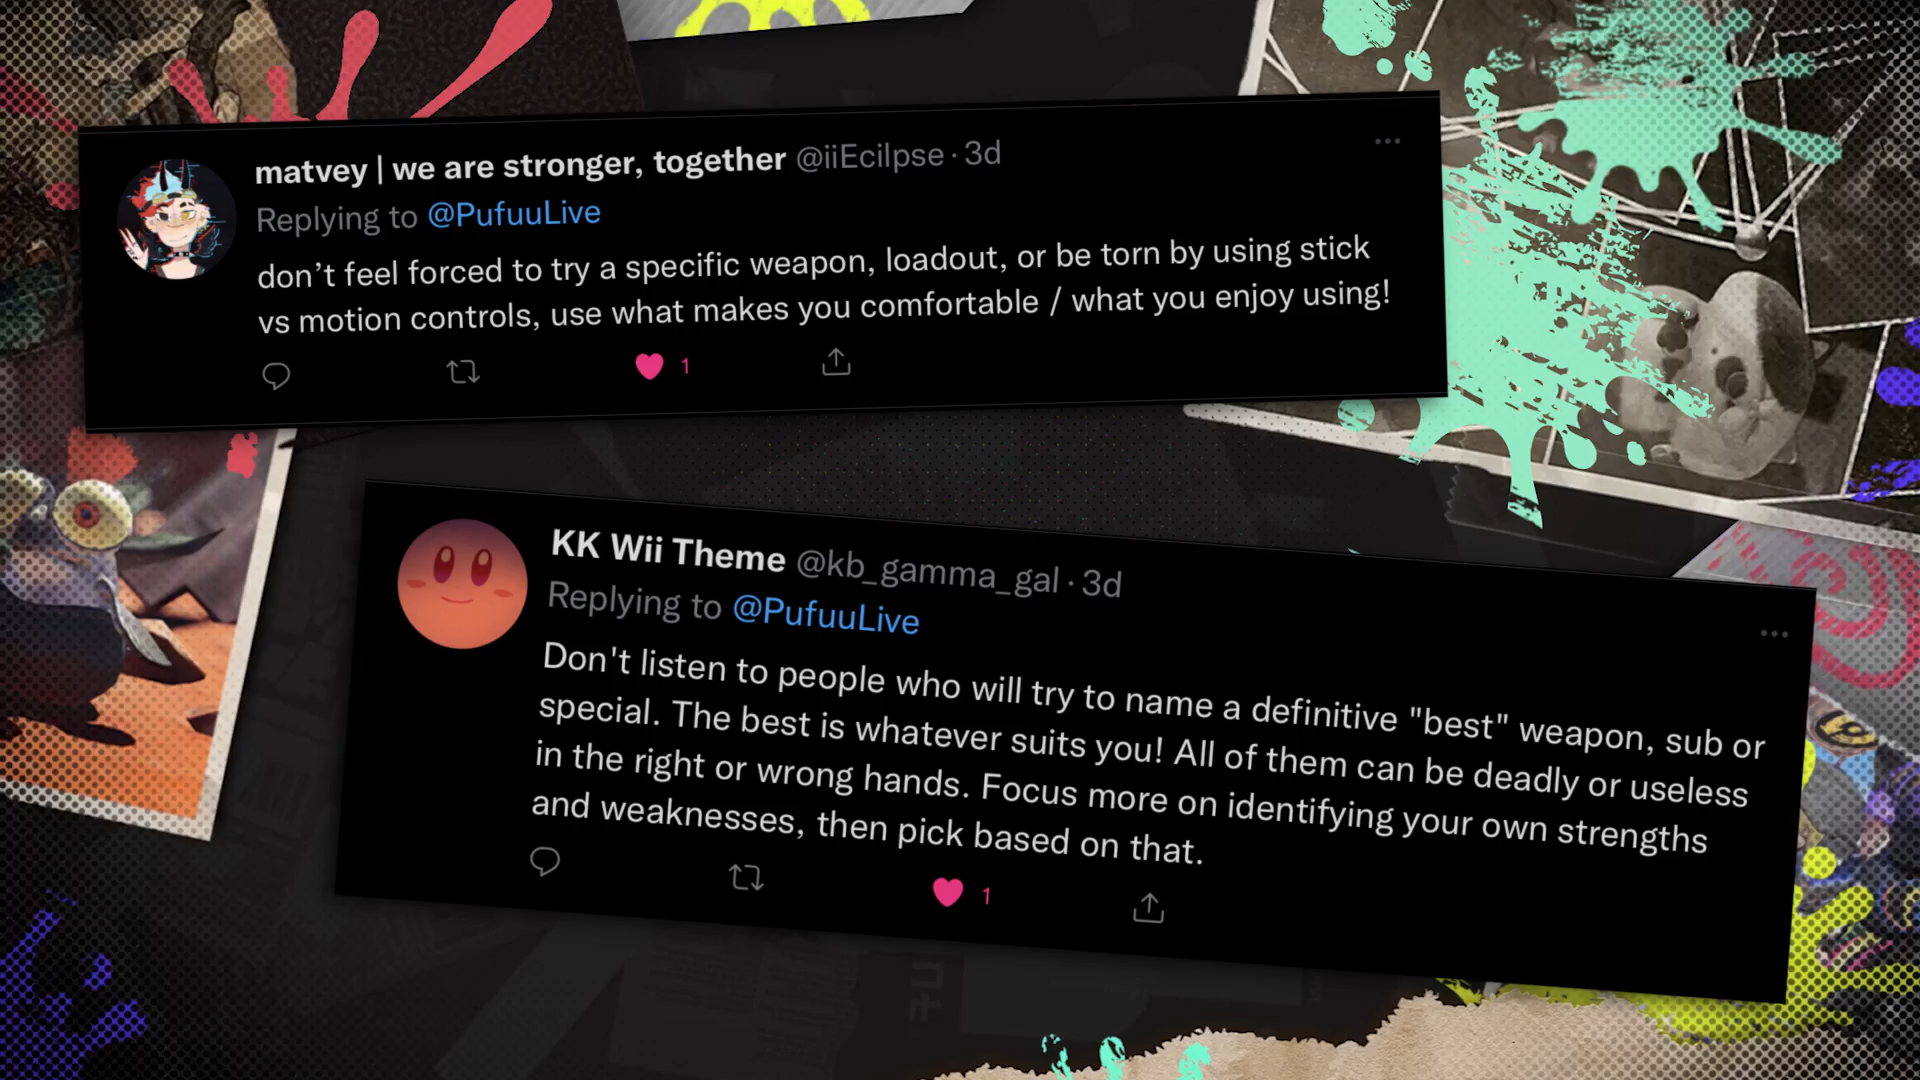 matvey | we are stronger, together @iiEcilpse · 3d
Replying to @PufuuLive
don’t feel forced to try a specific weapon, loadout, or be torn by using stick
vs motion controls, use what makes you comfortable / what you enjoy using!
1
KK Wii Theme @kb_gamma_gal · 3d
Replying to @PufuuLive
Don't listen to people who will try to name a definitive "best" weapon, sub or
special. The best is whatever suits you! All of them can be deadly or useless
in the right or wrong hands. Focus more on identifying your own strengths
and weaknesses, then pick based on that.
1